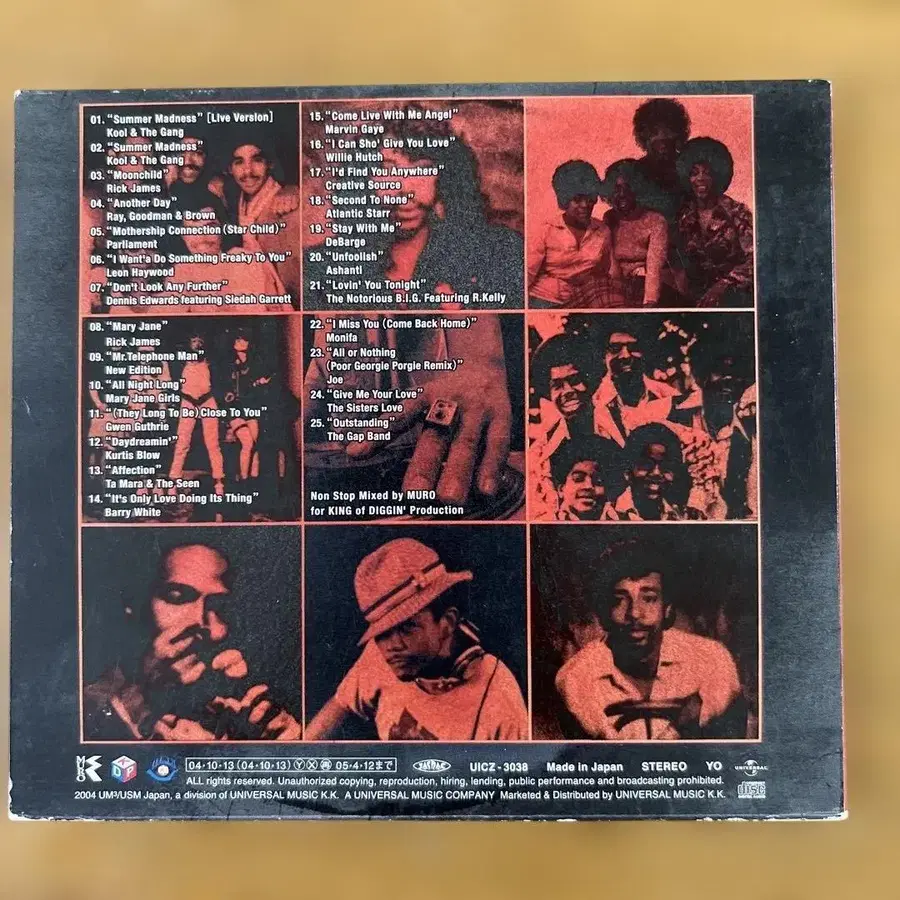 01. "Summer Madness" [Live Version]
Kool & The Gang
02. "Summer Madness"
Kool & The Gang
03. "Moonchild"
Rick James
04. "Another Day"
Ray, Goodman & Brown
05. "Mothership Connection (Star Child)"
Parliament
06. "I Want'a Do Something Freaky To You"
Leon Haywood
07. "Don't Look Any Further"
Dennis Edwards featuring Siedah Garrett
08. "Mary Jane"
Rick James
09. "Mr.Telephone Man"
New Edition
10. "All Night Long"
Mary Jane Girls
11. "(They Long To Be) Close To You"
Gwen Guthrie
12. "Daydreamin'"
Kurtis Blow
13. "Affection"
Ta Mara & The Seen
14. "It's Only Love Doing Its Thing"
Barry White
15. "Come Live With Me Angel"
Marvin Gaye
16. "I Can Sho' Give You Love"
Willie Hutch
17. "I'd Find You Anywhere"
Creative Source
18. "Second To None"
Atlantic Starr
19. "Stay With Me"
DeBarge
20. "Unfoolish"
Ashanti
21. "Lovin' You Tonight"
The Notorious B.I.G. Featuring R.Kelly
22. "I Miss You (Come Back Home)"
Monifa
23. "All or Nothing
(Poor Georgie Porgie Remix)"
Joe
24. "Give Me Your Love"
The Sisters Love
25. "Outstanding"
The Gap Band
Non Stop Mixed by MURO
for KING of DIGGIN' Production
04·10·13 (04·10·13) Ⓨ Ⓧ 再 05·4·12まで
UICZ - 3038 Made in Japan STEREO YO UNIVERSAL
ALL rights reserved. Unauthorized copying, reproduction, hiring, lending, public performance and broadcasting prohibited.
2004 UM³/USM Japan, a division of UNIVERSAL MUSIC K.K. A UNIVERSAL MUSIC COMPANY Marketed & Distributed by UNIVERSAL MUSIC K.K.